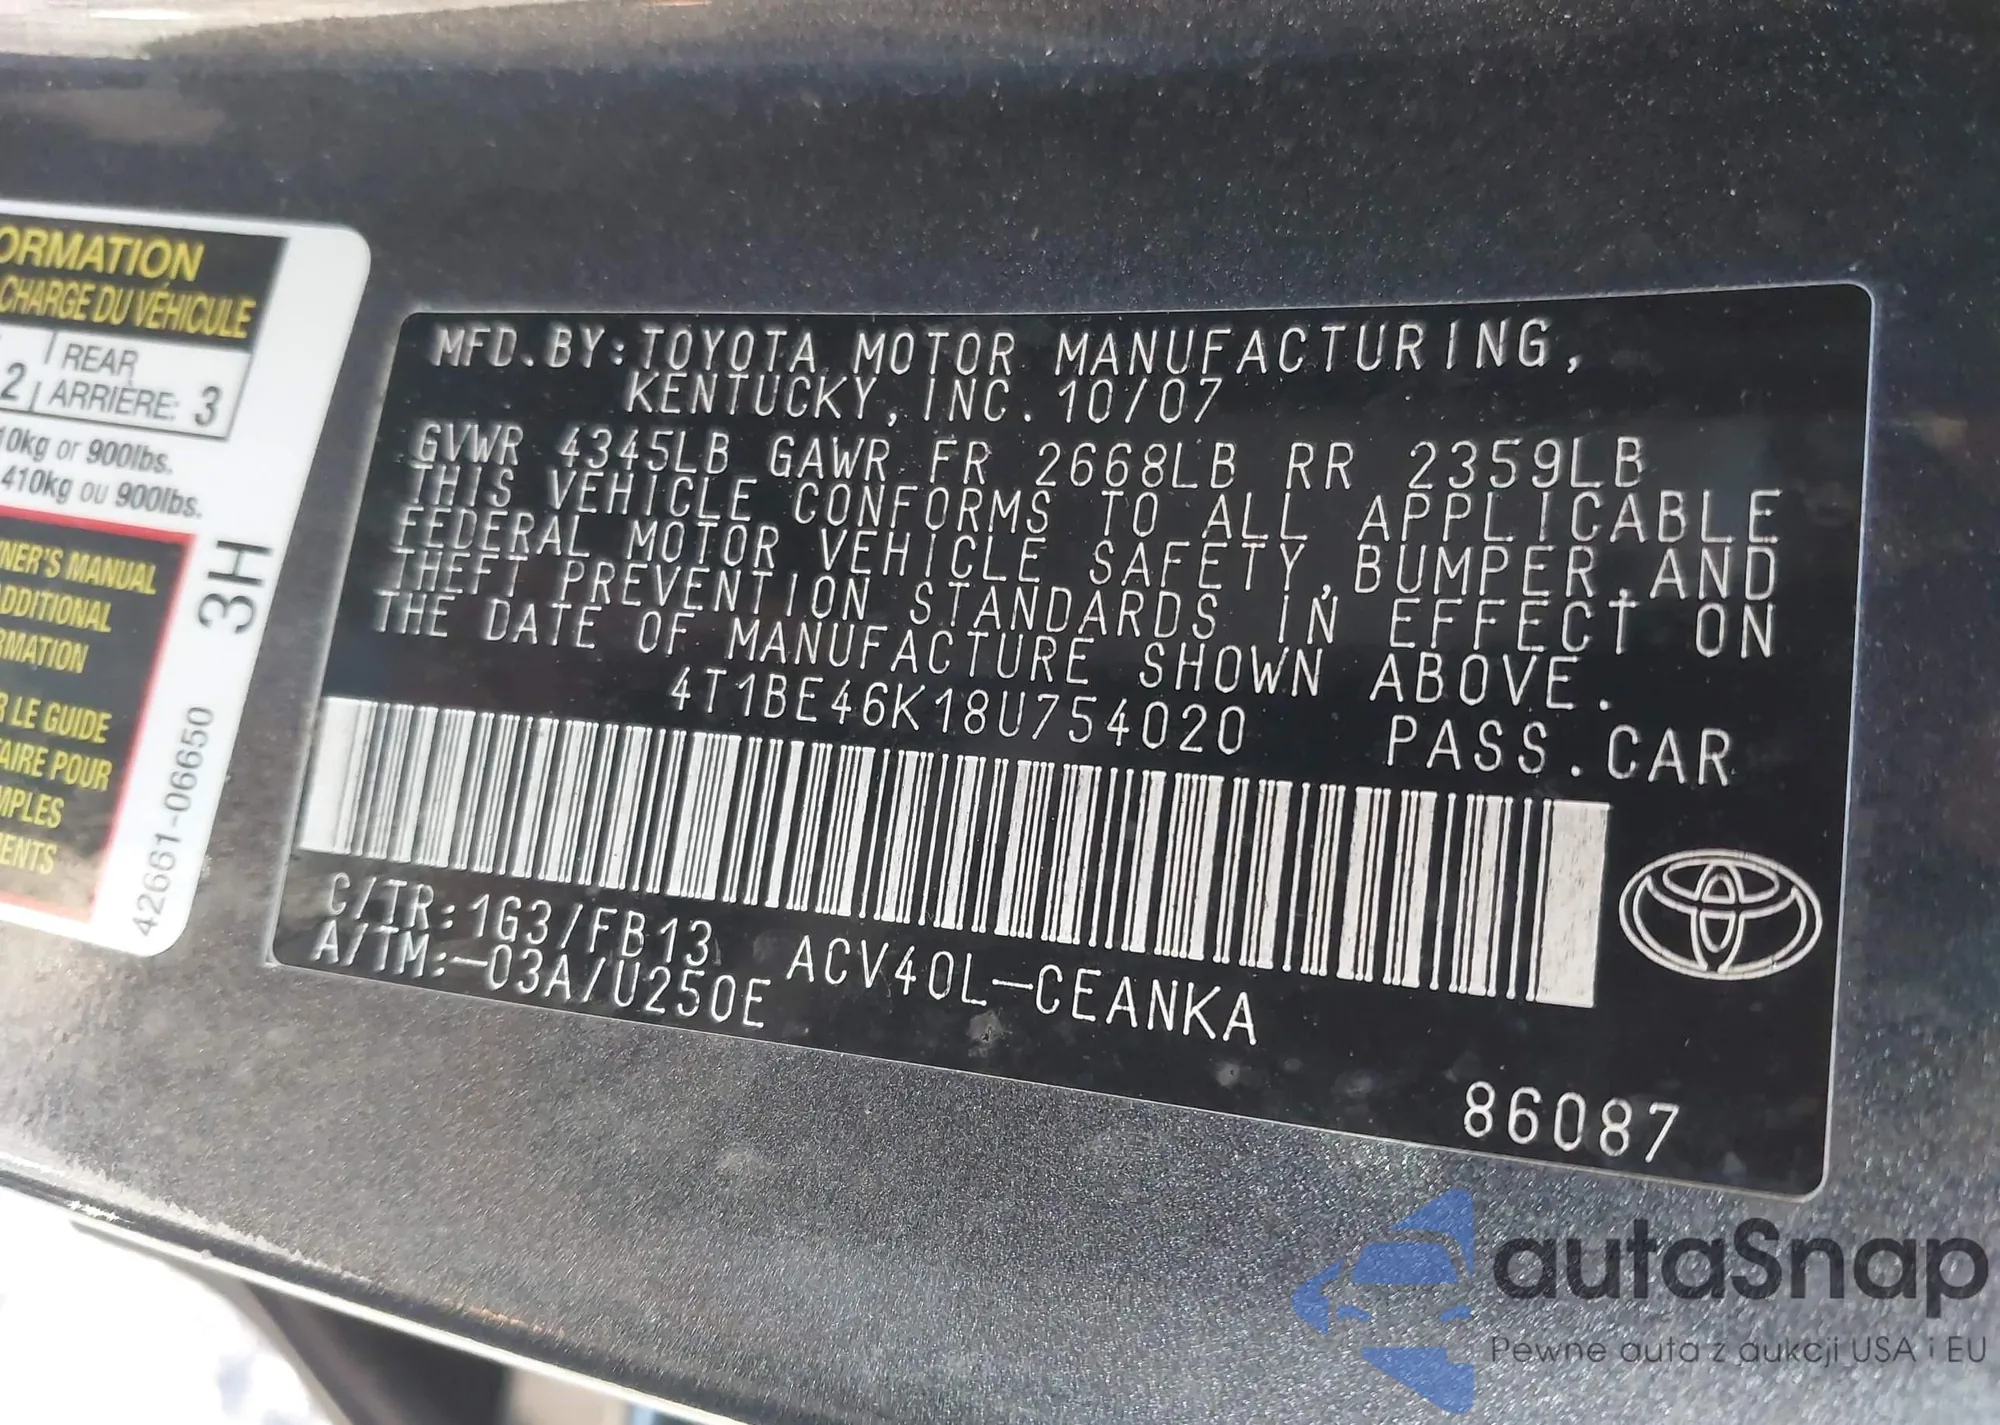 ORMATION
CHARGE DU VÉHICULE
2 REAR
ARRIÈRE: 3
10kg or 900lbs.
410kg ou 900lbs.
NER'S MANUAL
ADDITIONAL
RMATION
R LE GUIDE
AIRE POUR
MPLES
ENTS
42661-06650 3H
MFD.BY:TOYOTA MOTOR MANUFACTURING,
KENTUCKY, INC. 10/07
GVWR 4345LB GAWR FR 2668LB RR 2359LB
THIS VEHICLE CONFORMS TO ALL APPLICABLE
FEDERAL MOTOR VEHICLE SAFETY, BUMPER, AND
THEFT PREVENTION STANDARDS IN EFFECT ON
THE DATE OF MANUFACTURE SHOWN ABOVE.
4T1BE46K18U754020 PASS.CAR
C/TR:1G3/FB13 ACV40L-CEANKA
A/TM:-03A/U250E
86087
autaSnap
Pewne auta z aukcji USA i EU